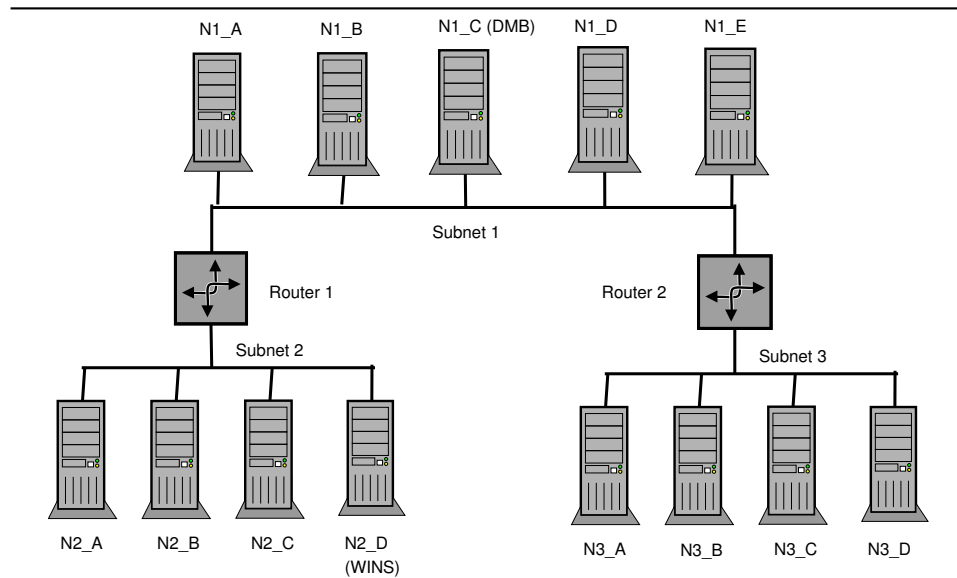 N1_A
N1_B
N1_C (DMB)
N1_D
N1_E
Subnet 1
Router 1
Router 2
Subnet 2
Subnet 3
N2_A
N2_B
N2_C
N2_D
(WINS)
N3_A
N3_B
N3_C
N3_D